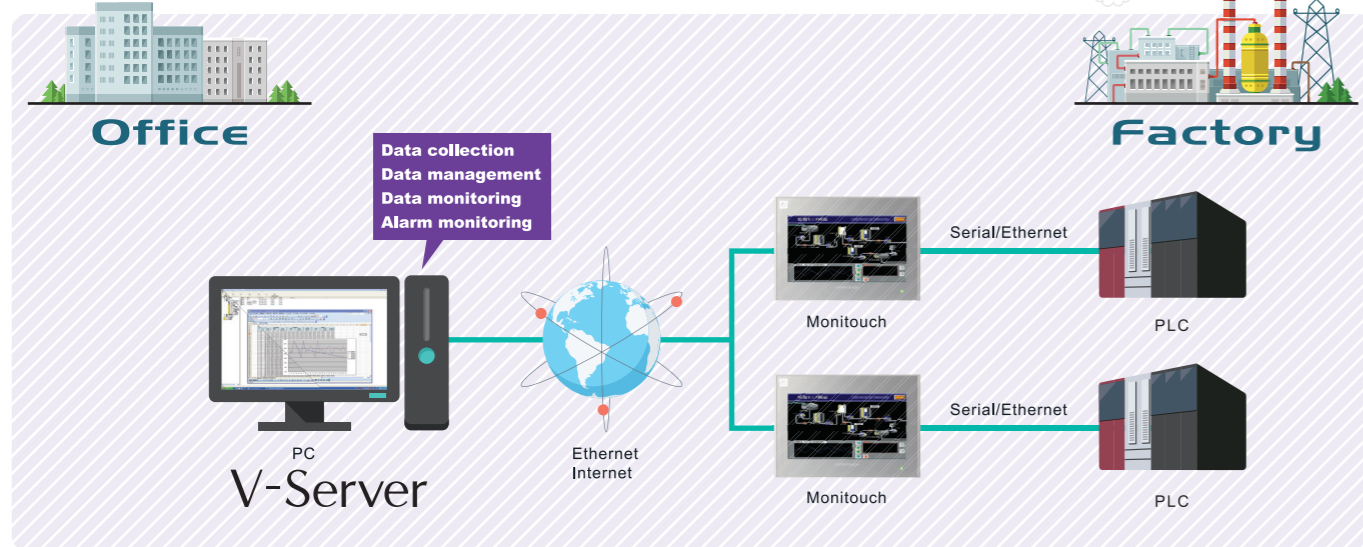 Office
Factory
Data collection
Data management
Data monitoring
Alarm monitoring
Serial/Ethernet
Monitouch
PLC
Serial/Ethernet
PC
V-Server
Ethernet
Internet
Monitouch
PLC